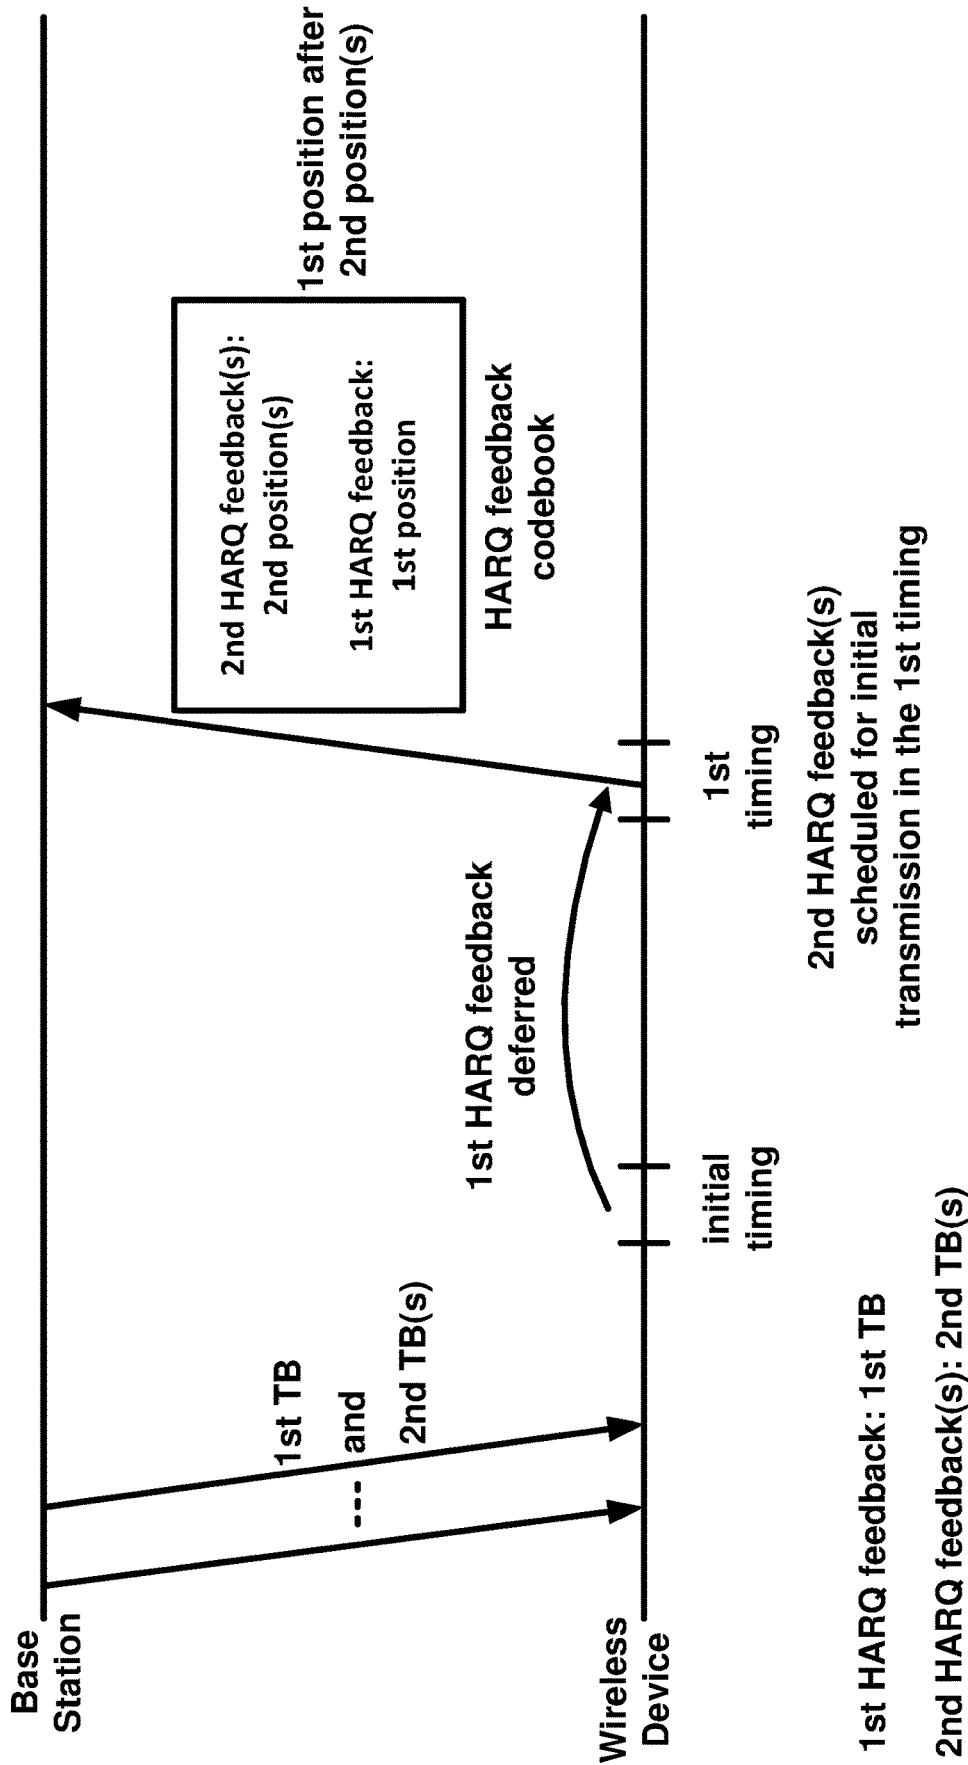 Base
Station
1st TB
and
2nd TB(s)
2nd HARQ feedback(s):
2nd position(s)
1st HARQ feedback:
1st position
1st position after
2nd position(s)
HARQ feedback
codebook
1st HARQ feedback
deferred
Wireless
Device
initial
timing
1st
timing
2nd HARQ feedback(s)
scheduled for initial
transmission in the 1st timing
1st HARQ feedback: 1st TB
2nd HARQ feedback(s): 2nd TB(s)